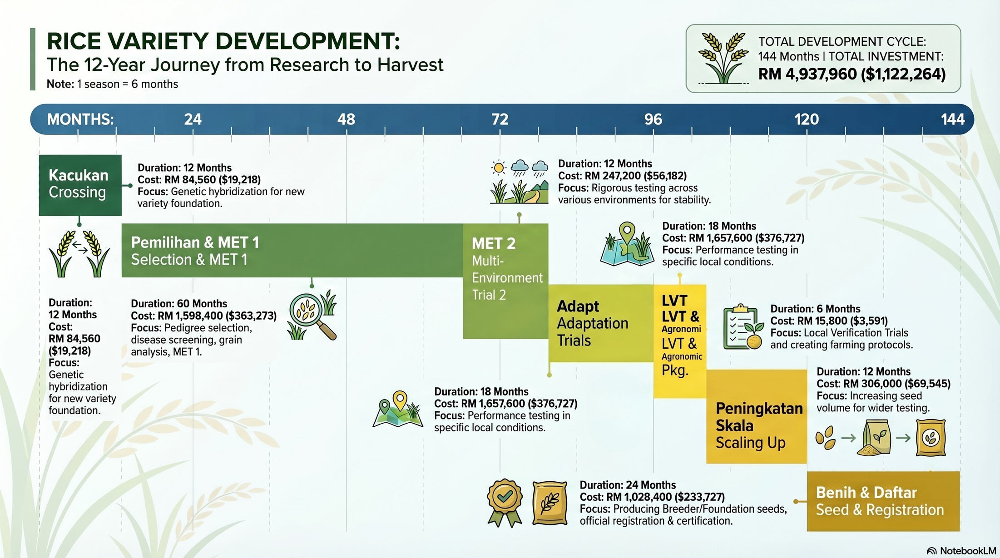 RICE VARIETY DEVELOPMENT:
The 12-Year Journey from Research to Harvest
Note: 1 season = 6 months
TOTAL DEVELOPMENT CYCLE:
144 Months | TOTAL INVESTMENT:
RM 4,937,960 ($1,122,264)
MONTHS: 24 48 72 96 120 144
Kacukan
Crossing
Duration: 12 Months
Cost: RM 84,560 ($19,218)
Focus: Genetic hybridization for new
variety foundation.
Duration:
12 Months
Cost:
RM 84,560
($19,218)
Focus:
Genetic
hybridization
for new variety
foundation.
Pemilihan & MET 1
Selection & MET 1
Duration: 60 Months
Cost: RM 1,598,400 ($363,273)
Focus: Pedigree selection,
disease screening, grain
analysis, MET 1.
Duration: 12 Months
Cost: RM 247,200 ($56,182)
Focus: Rigorous testing across
various environments for stability.
MET 2
Multi-
Environment
Trial 2
Duration: 18 Months
Cost: RM 1,657,600 ($376,727)
Focus: Performance testing in
specific local conditions.
Adapt
Adaptation
Trials
Duration: 18 Months
Cost: RM 1,657,600 ($376,727)
Focus: Performance testing in
specific local conditions.
LVT
LVT &
Agronomi
LVT &
Agronomic
Pkg.
Duration: 6 Months
Cost: RM 15,800 ($3,591)
Focus: Local Verification Trials
and creating farming protocols.
Peningkatan
Skala
Scaling Up
Duration: 12 Months
Cost: RM 306,000 ($69,545)
Focus: Increasing seed
volume for wider testing.
Duration: 24 Months
Cost: RM 1,028,400 ($233,727)
Focus: Producing Breeder/Foundation seeds,
official registration & certification.
Benih & Daftar
Seed & Registration
NotebookLM